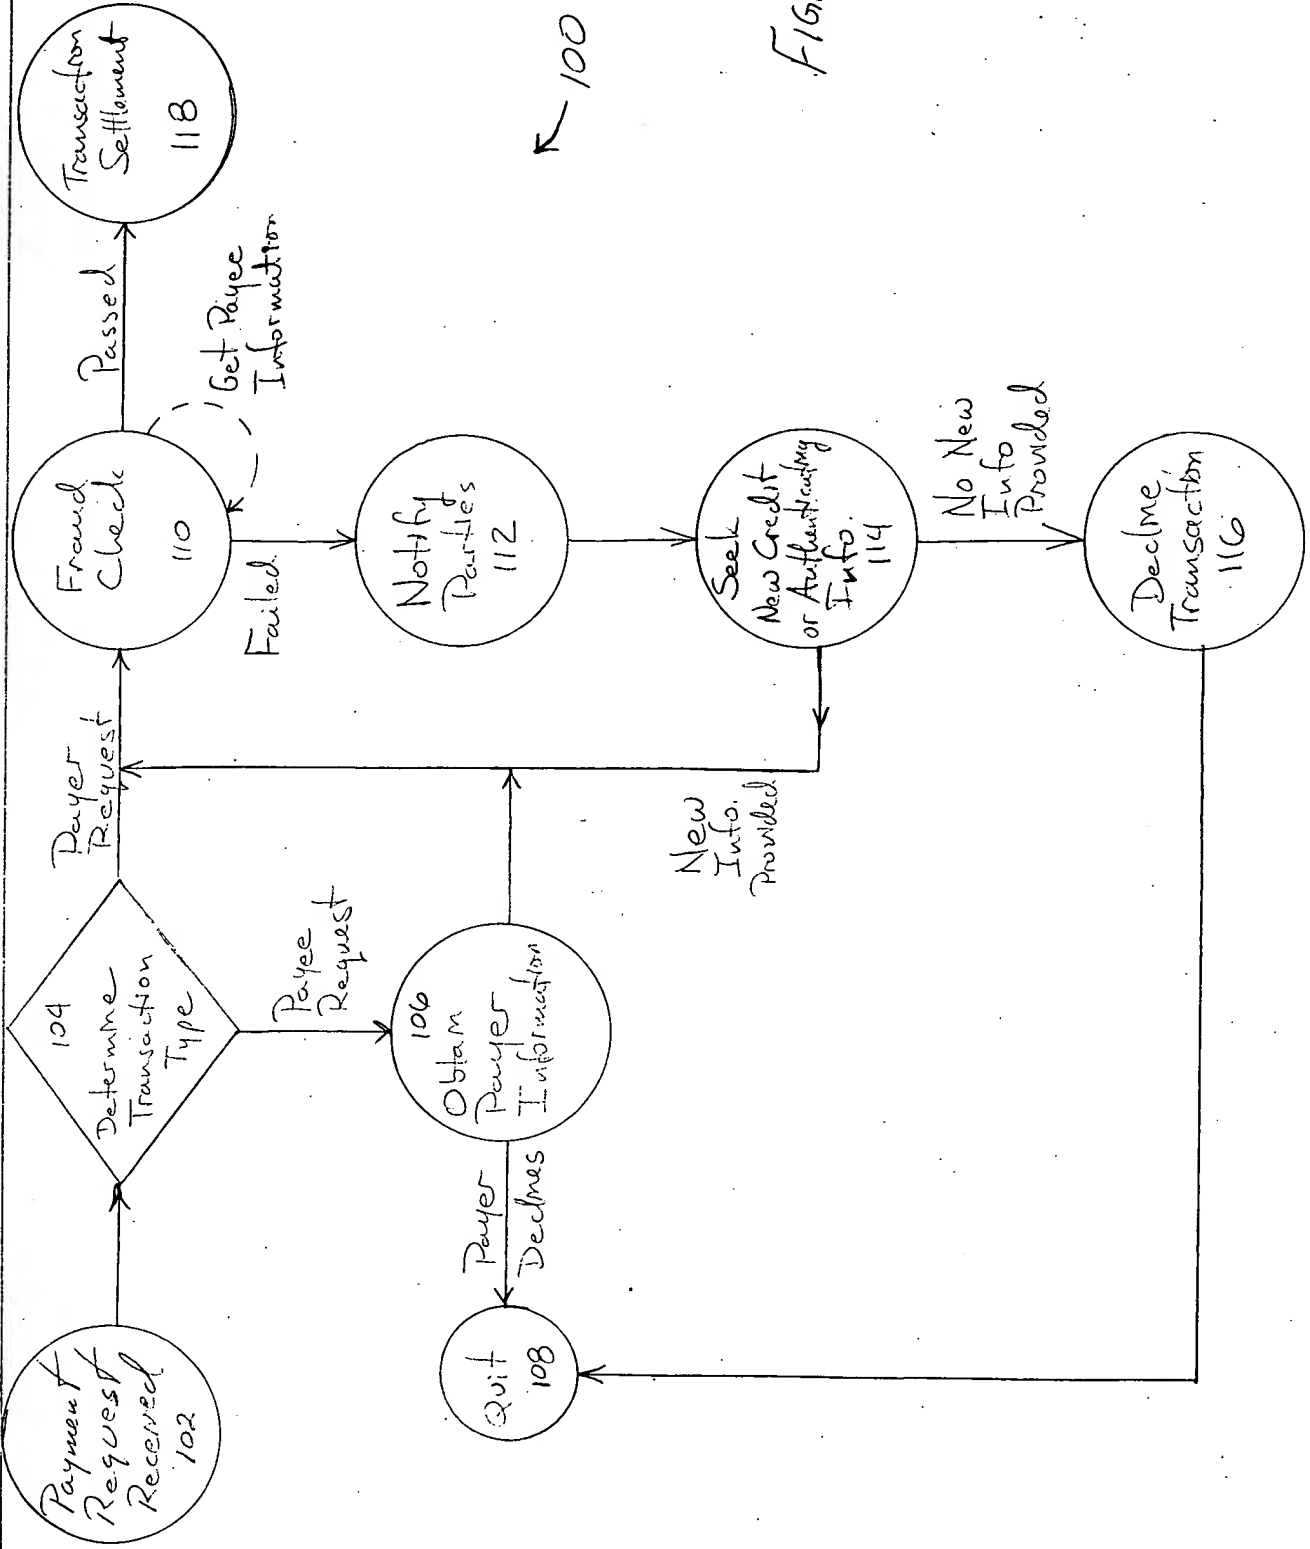 Payment
Request
Received
102
104
Determine
Transaction
Type
Payer
Request
Payee
Request
106
Obtain
Payer
Information
Payer
Declines
Quit
108
Fraud
Check
110
Passed
Get Payee
Information
Transaction
Settlement
118
Failed
Notify
Parties
112
Seek
New Credit
or Authenticating
Info.
114
New
Info.
Provided
No New
Info
Provided
Decline
Transaction
116
100
FIG